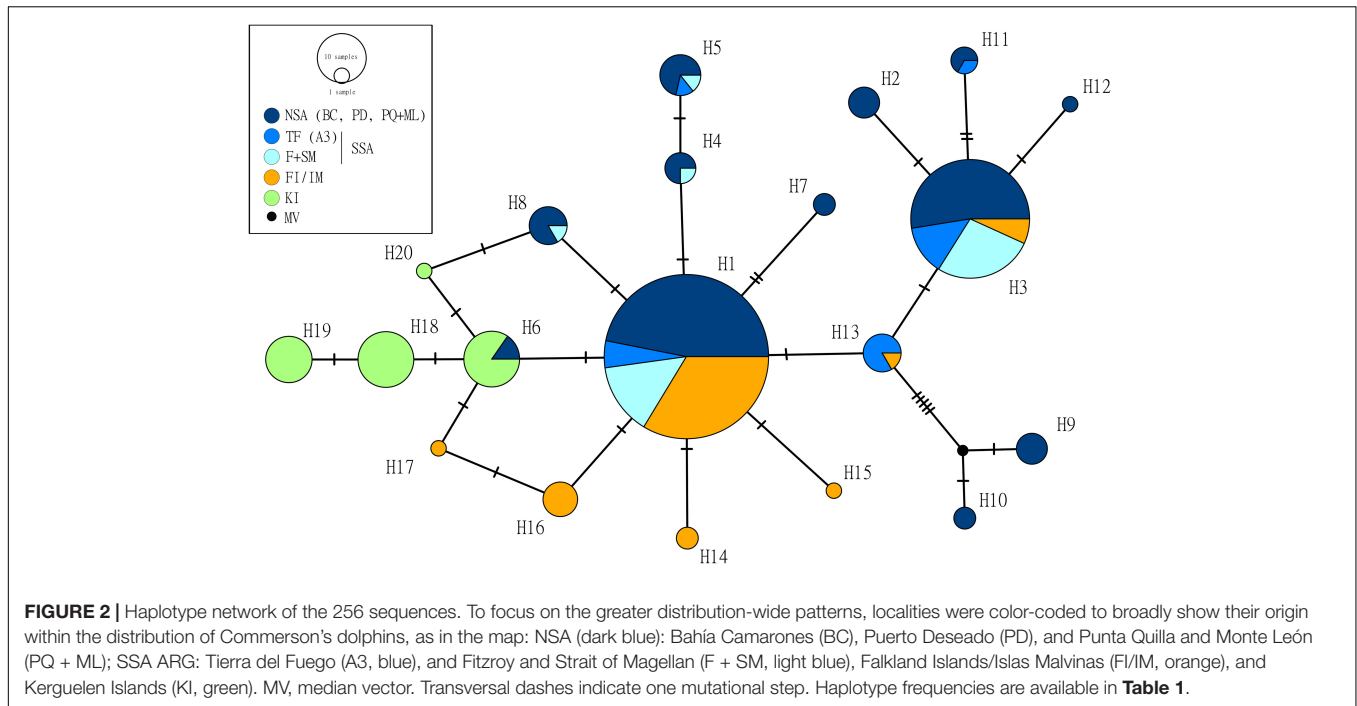 10 samples
1 sample
NSA (BC, PD, PQ+ML)
TF (A3)
F+SM
SSA
FI/IM
KI
MV
H5
H11
H2
H12
H4
H7
H8
H20
H1
H3
H19
H18
H6
H13
H17
H16
H15
H14
H9
H10
FIGURE 2 | Haplotype network of the 256 sequences. To focus on the greater distribution-wide patterns, localities were color-coded to broadly show their origin
within the distribution of Commerson's dolphins, as in the map: NSA (dark blue): Bahía Camarones (BC), Puerto Deseado (PD), and Punta Quilla and Monte León
(PQ + ML); SSA ARG: Tierra del Fuego (A3, blue), and Fitzroy and Strait of Magellan (F + SM, light blue), Falkland Islands/Islas Malvinas (FI/IM, orange), and
Kerguelen Islands (KI, green). MV, median vector. Transversal dashes indicate one mutational step. Haplotype frequencies are available in Table 1.